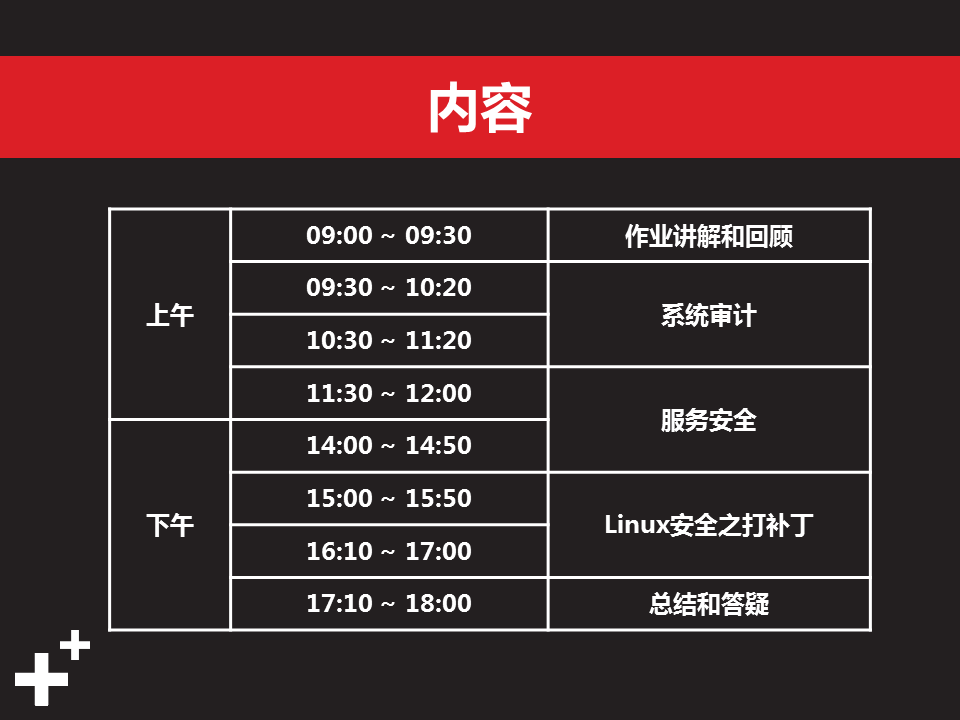 内容
上午
09:00 ~ 09:30
作业讲解和回顾
09:30 ~ 10:20
系统审计
10:30 ~ 11:20
11:30 ~ 12:00
服务安全
下午
14:00 ~ 14:50
15:00 ~ 15:50
Linux安全之打补丁
16:10 ~ 17:00
17:10 ~ 18:00
总结和答疑